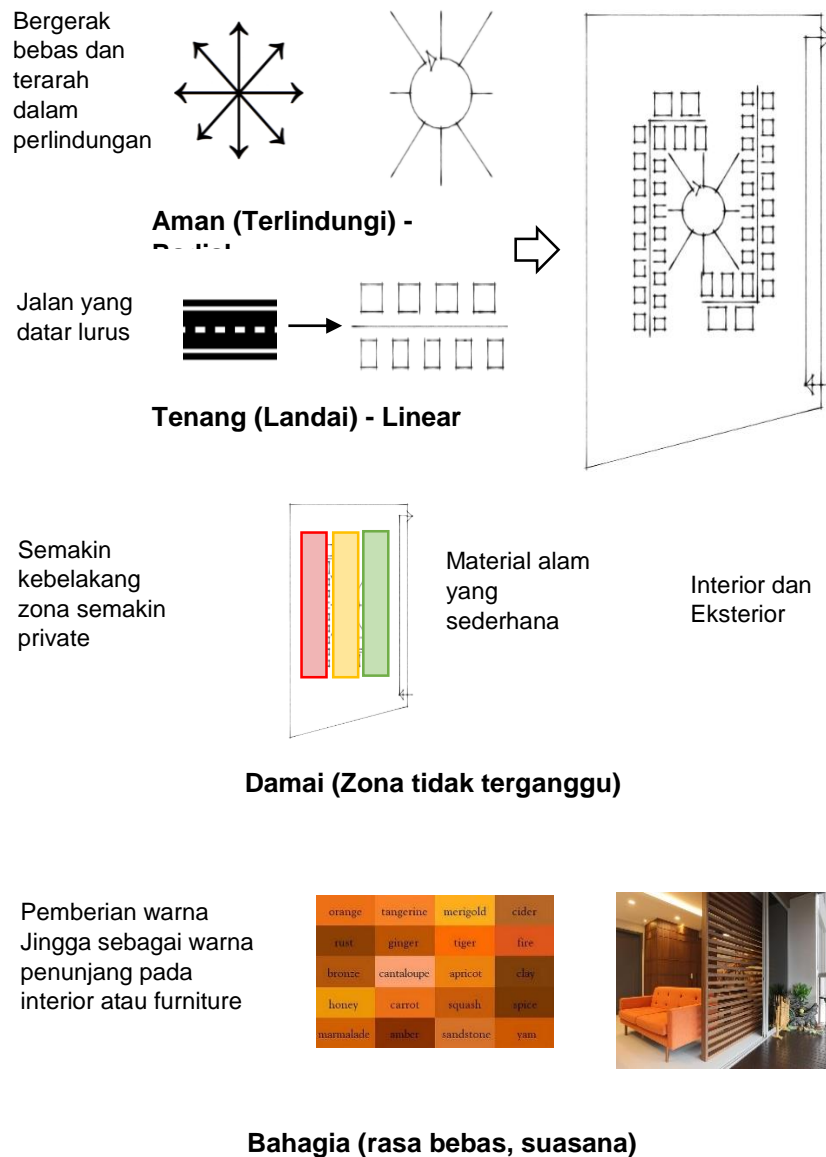 Bergerak
bebas dan
terarah
dalam
perlindungan
Aman (Terlindungi) -
Jalan yang
datar lurus
Tenang (Landai) - Linear
Semakin
kebelakang
zona semakin
private
Material alam
yang
sederhana
Interior dan
Eksterior
Damai (Zona tidak terganggu)
Pemberian warna
Jingga sebagai warna
penunjang pada
interior atau furniture
orange tangerine merigold cider
rust ginger tiger fire
bronze cantaloupe apricot clay
honey carrot squash spice
marmalade amber sandstone yam
Bahagia (rasa bebas, suasana)